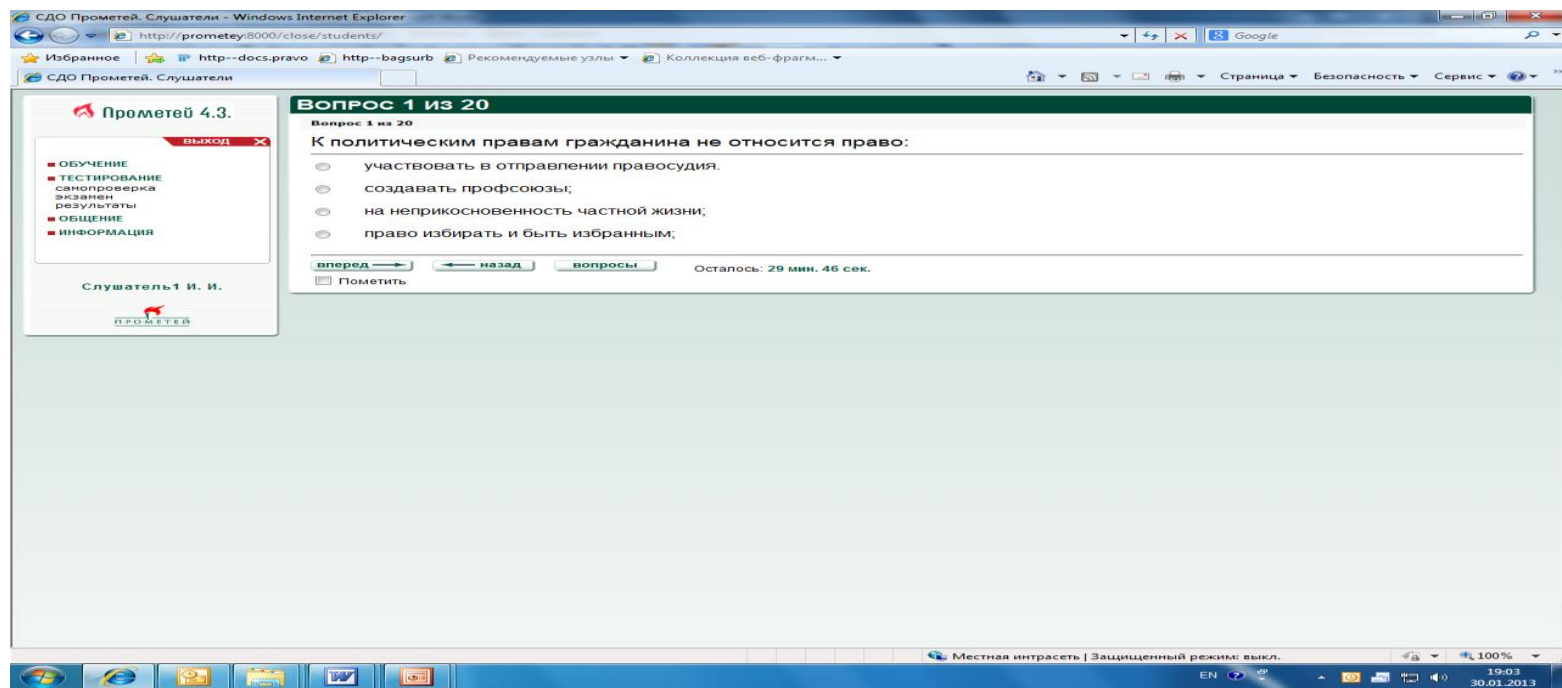 СДО Прометей. Слушатели - Windows Internet Explorer
http://prometey:8000/close/students/
Google
Избранное http--docs.pravo http--bagsurb Рекомендуемые узлы Коллекция веб-фрагм...
СДО Прометей. Слушатели
Страница Безопасность Сервис
Прометей 4.3.
ВЫХОД
ОБУЧЕНИЕ
ТЕСТИРОВАНИЕ
самопроверка
экзамен
результаты
ОБЩЕНИЕ
ИНФОРМАЦИЯ
Слушатель1 И. И.
ПРОМЕТЕЙ
Вопрос 1 из 20
Вопрос 1 из 20
К политическим правам гражданина не относится право:
участвовать в отправлении правосудия.
создавать профсоюзы;
на неприкосновенность частной жизни;
право избирать и быть избранным;
вперед назад вопросы Осталось: 29 мин. 46 сек.
Пометить
Местная интрасеть | Защищенный режим: выкл. 100%
EN 19:03
30.01.2013